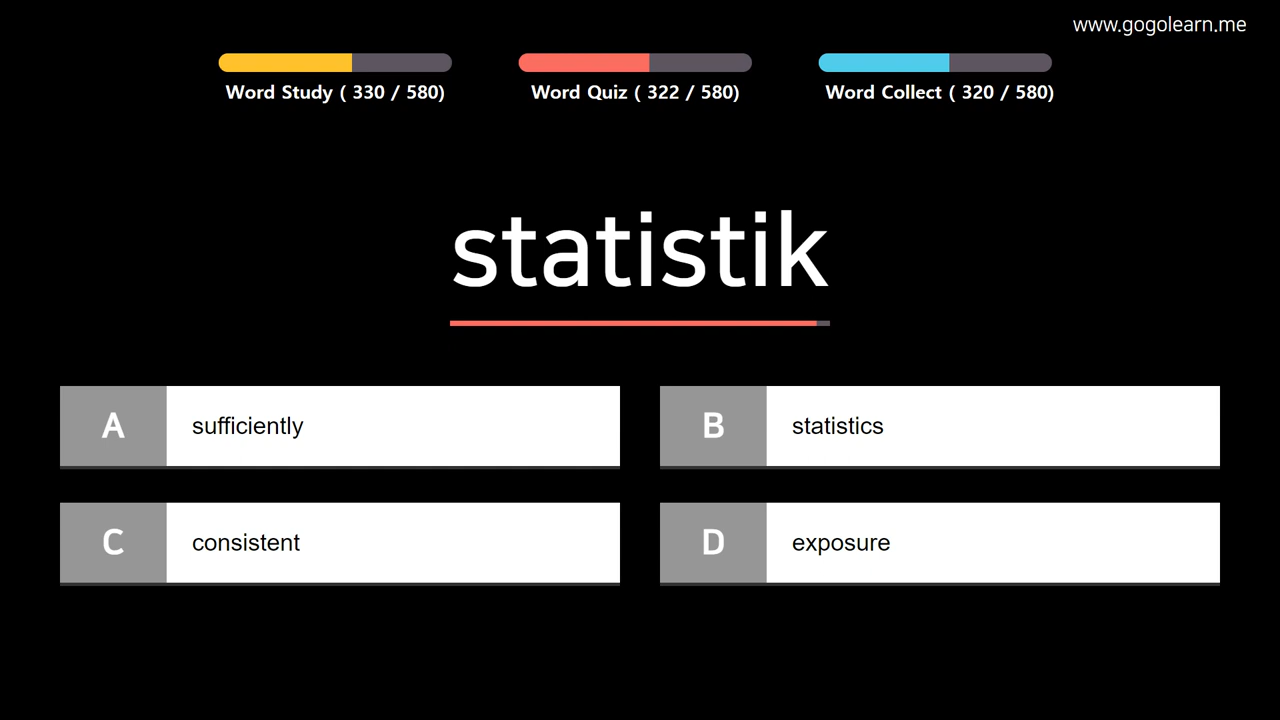 www.gogolearn.me
Word Study ( 330 / 580)
Word Quiz ( 322 / 580)
Word Collect ( 320 / 580)
statistik
A sufficiently
B statistics
C consistent
D exposure